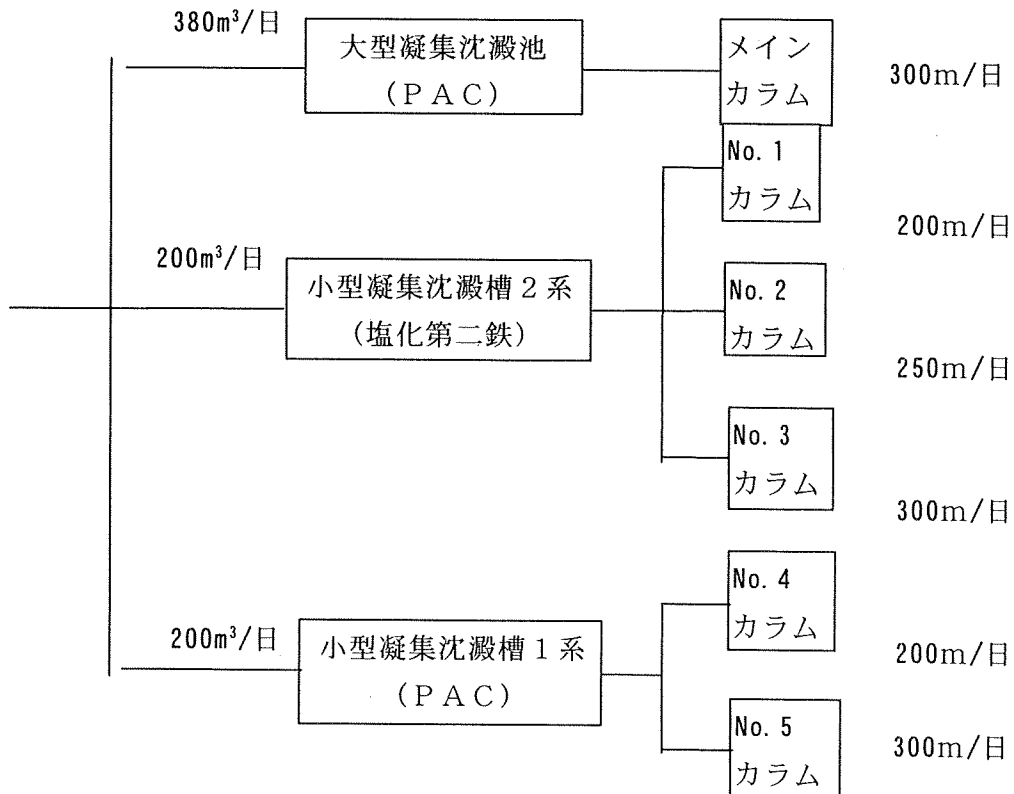 380m³/日
大型凝集沈澱池
(PAC)
メイン
カラム
300m/日
No. 1
カラム
200m/日
200m³/日
小型凝集沈澱槽2系
(塩化第二鉄)
No. 2
カラム
250m/日
No. 3
カラム
300m/日
200m³/日
小型凝集沈澱槽1系
(PAC)
No. 4
カラム
200m/日
No. 5
カラム
300m/日